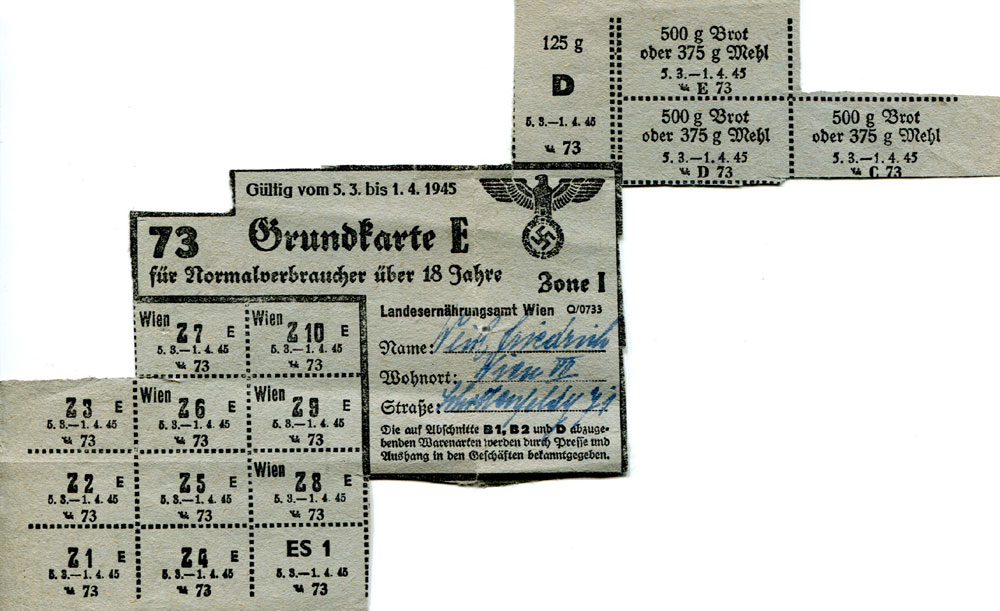 125 g
D
5. 3.—1. 4. 45
W 73
500 g Brot
oder 375 g Mehl
5. 3.—1. 4. 45
W E 73
500 g Brot
oder 375 g Mehl
5. 3.—1. 4. 45
W D 73
500 g Brot
oder 375 g Mehl
5. 3.—1. 4. 45
W C 73
Gültig vom 5. 3. bis 1. 4. 1945
73 Grundkarte E
für Normalverbraucher über 18 Jahre
Zone I
Landesernährungsamt Wien Q/0733
Name: Friedrich
Wohnort: Wien VII
Straße:
Die auf Abschnitte B1, B2 und D abzuge-
benden Warenarten werden durch Presse und
Aushang in den Geschäften bekanntgegeben.
Wien Z 7 E
5. 3.—1. 4. 45
W 73
Wien Z 10 E
5. 3.—1. 4. 45
W 73
Z 3 E
5. 3.—1. 4. 45
W 73
Wien Z 6 E
5. 3.—1. 4. 45
W 73
Wien Z 9 E
5. 3.—1. 4. 45
W 73
Z 2 E
5. 3.—1. 4. 45
W 73
Z 5 E
5. 3.—1. 4. 45
W 73
Wien Z 8 E
5. 3.—1. 4. 45
W 73
Z 1 E
5. 3.—1. 4. 45
W 73
Z 4 E
5. 3.—1. 4. 45
W 73
ES 1
5. 3.—1. 4. 45
W 73